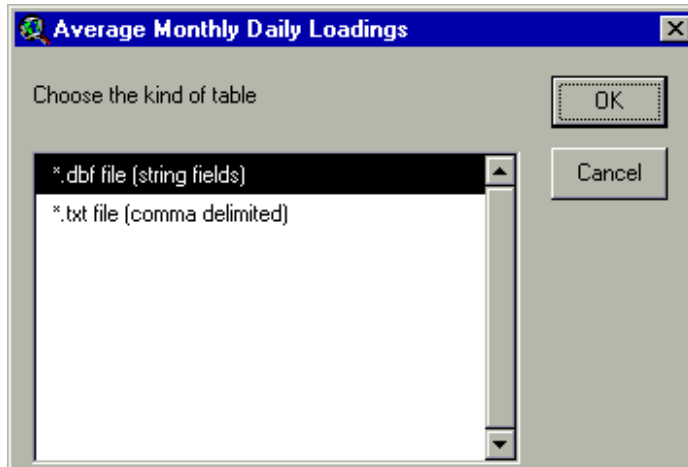 Average Monthly Daily Loadings
Choose the kind of table
OK
*.dbf file (string fields)
Cancel
*.txt file (comma delimited)